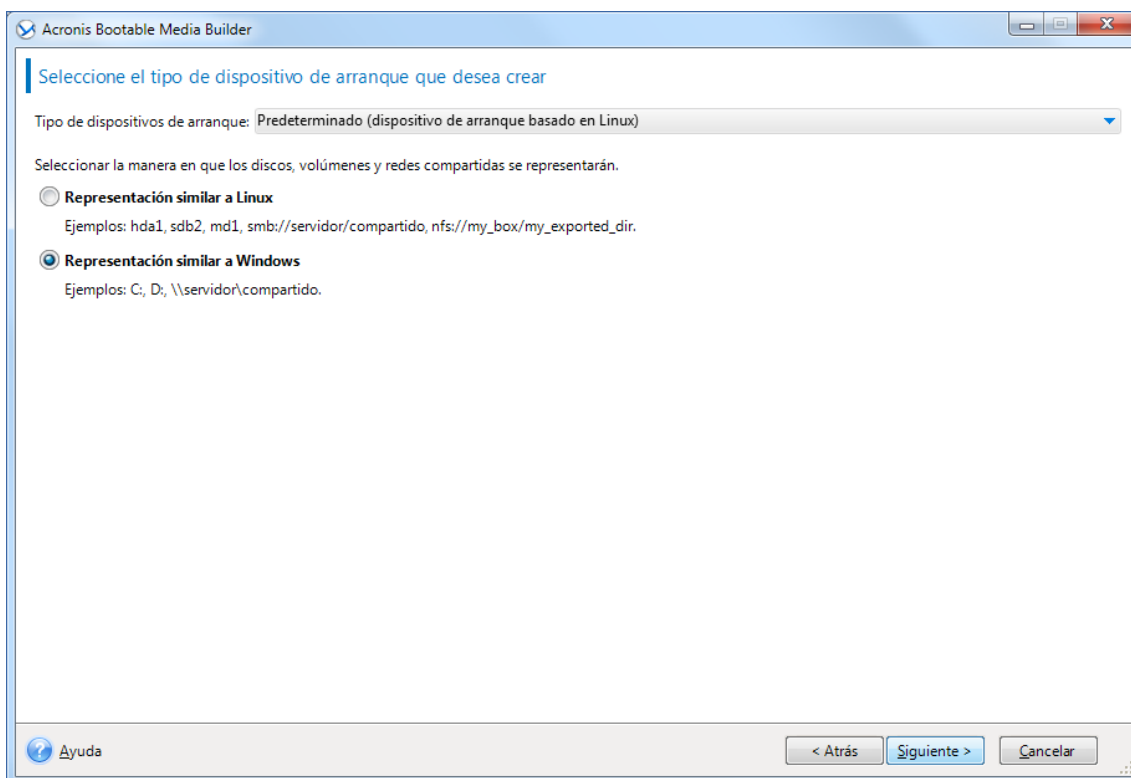 Acronis Bootable Media Builder
Seleccione el tipo de dispositivo de arranque que desea crear
Tipo de dispositivos de arranque: Predeterminado (dispositivo de arranque basado en Linux)
Seleccionar la manera en que los discos, volúmenes y redes compartidas se representarán.
Representación similar a Linux
Ejemplos: hda1, sdb2, md1, smb://servidor/compartido, nfs://my_box/my_exported_dir.
Representación similar a Windows
Ejemplos: C:, D:, \\servidor\compartido.
Ayuda
< Atrás
Siguiente >
Cancelar